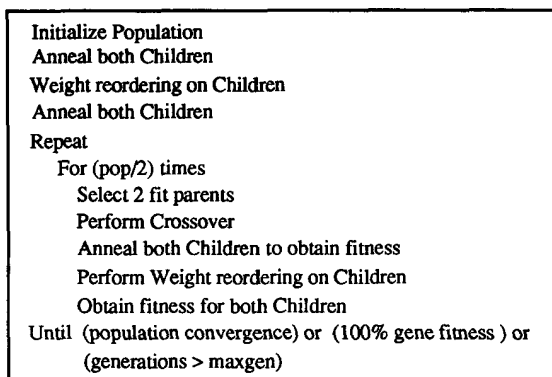 Initialize Population
Anneal both Children
Weight reordering on Children
Anneal both Children
Repeat
For (pop/2) times
Select 2 fit parents
Perform Crossover
Anneal both Children to obtain fitness
Perform Weight reordering on Children
Obtain fitness for both Children
Until (population convergence) or (100% gene fitness ) or
(generations > maxgen)